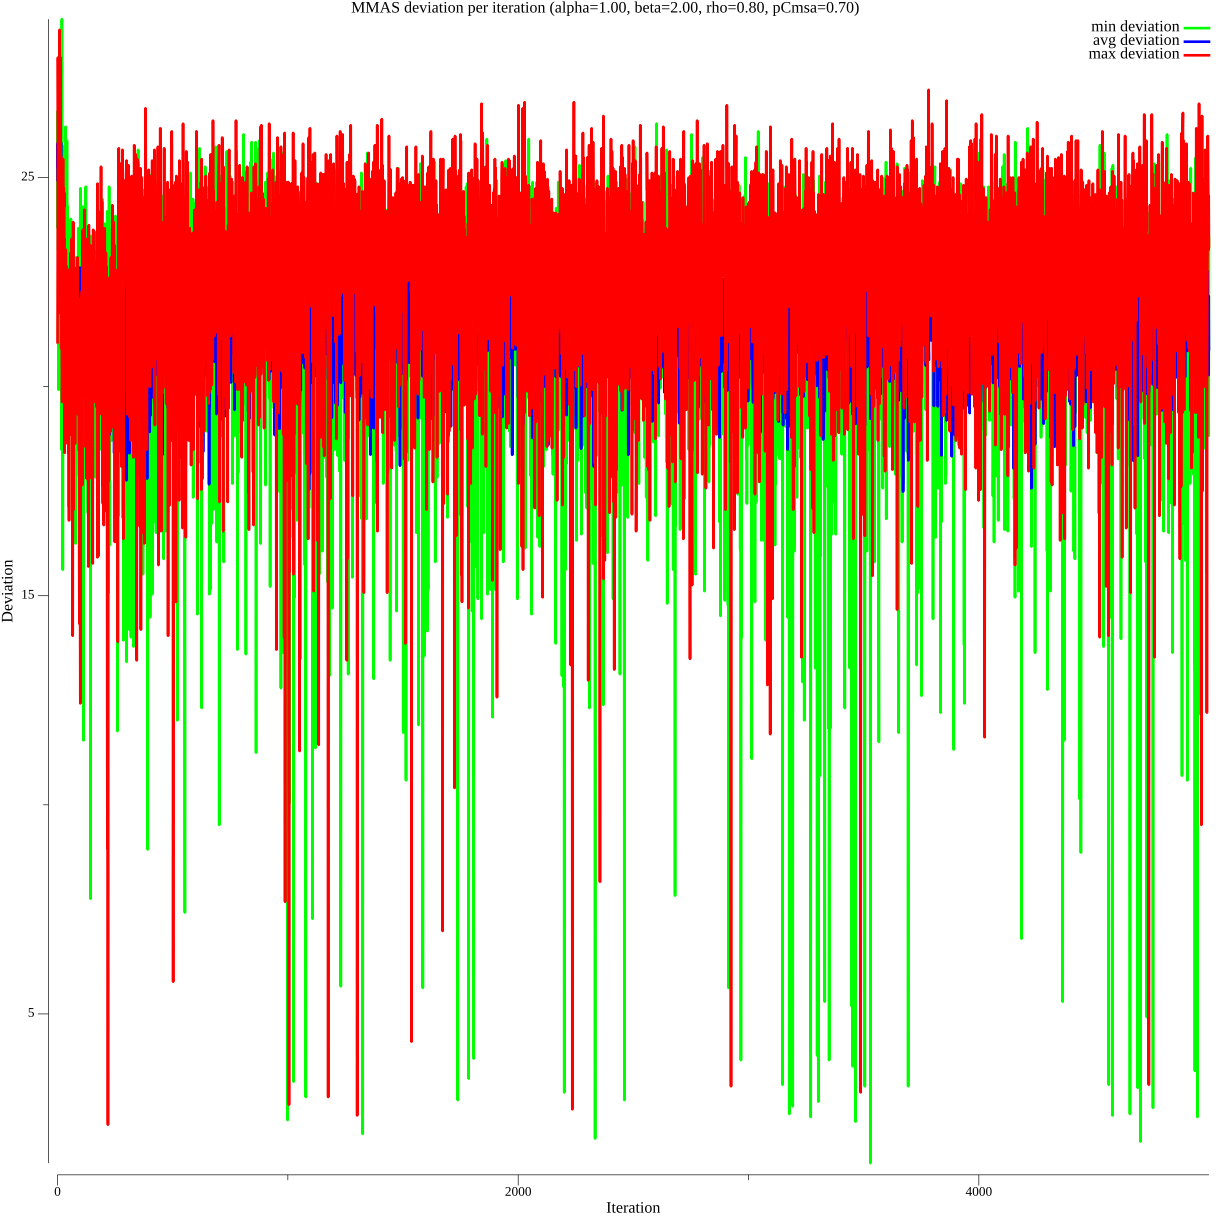 MMAS deviation per iteration (alpha=1.00, beta=2.00, rho=0.80, pCmsa=0.70)
min deviation
avg deviation
max deviation
25
15
5
Deviation
0
2000
4000
Iteration